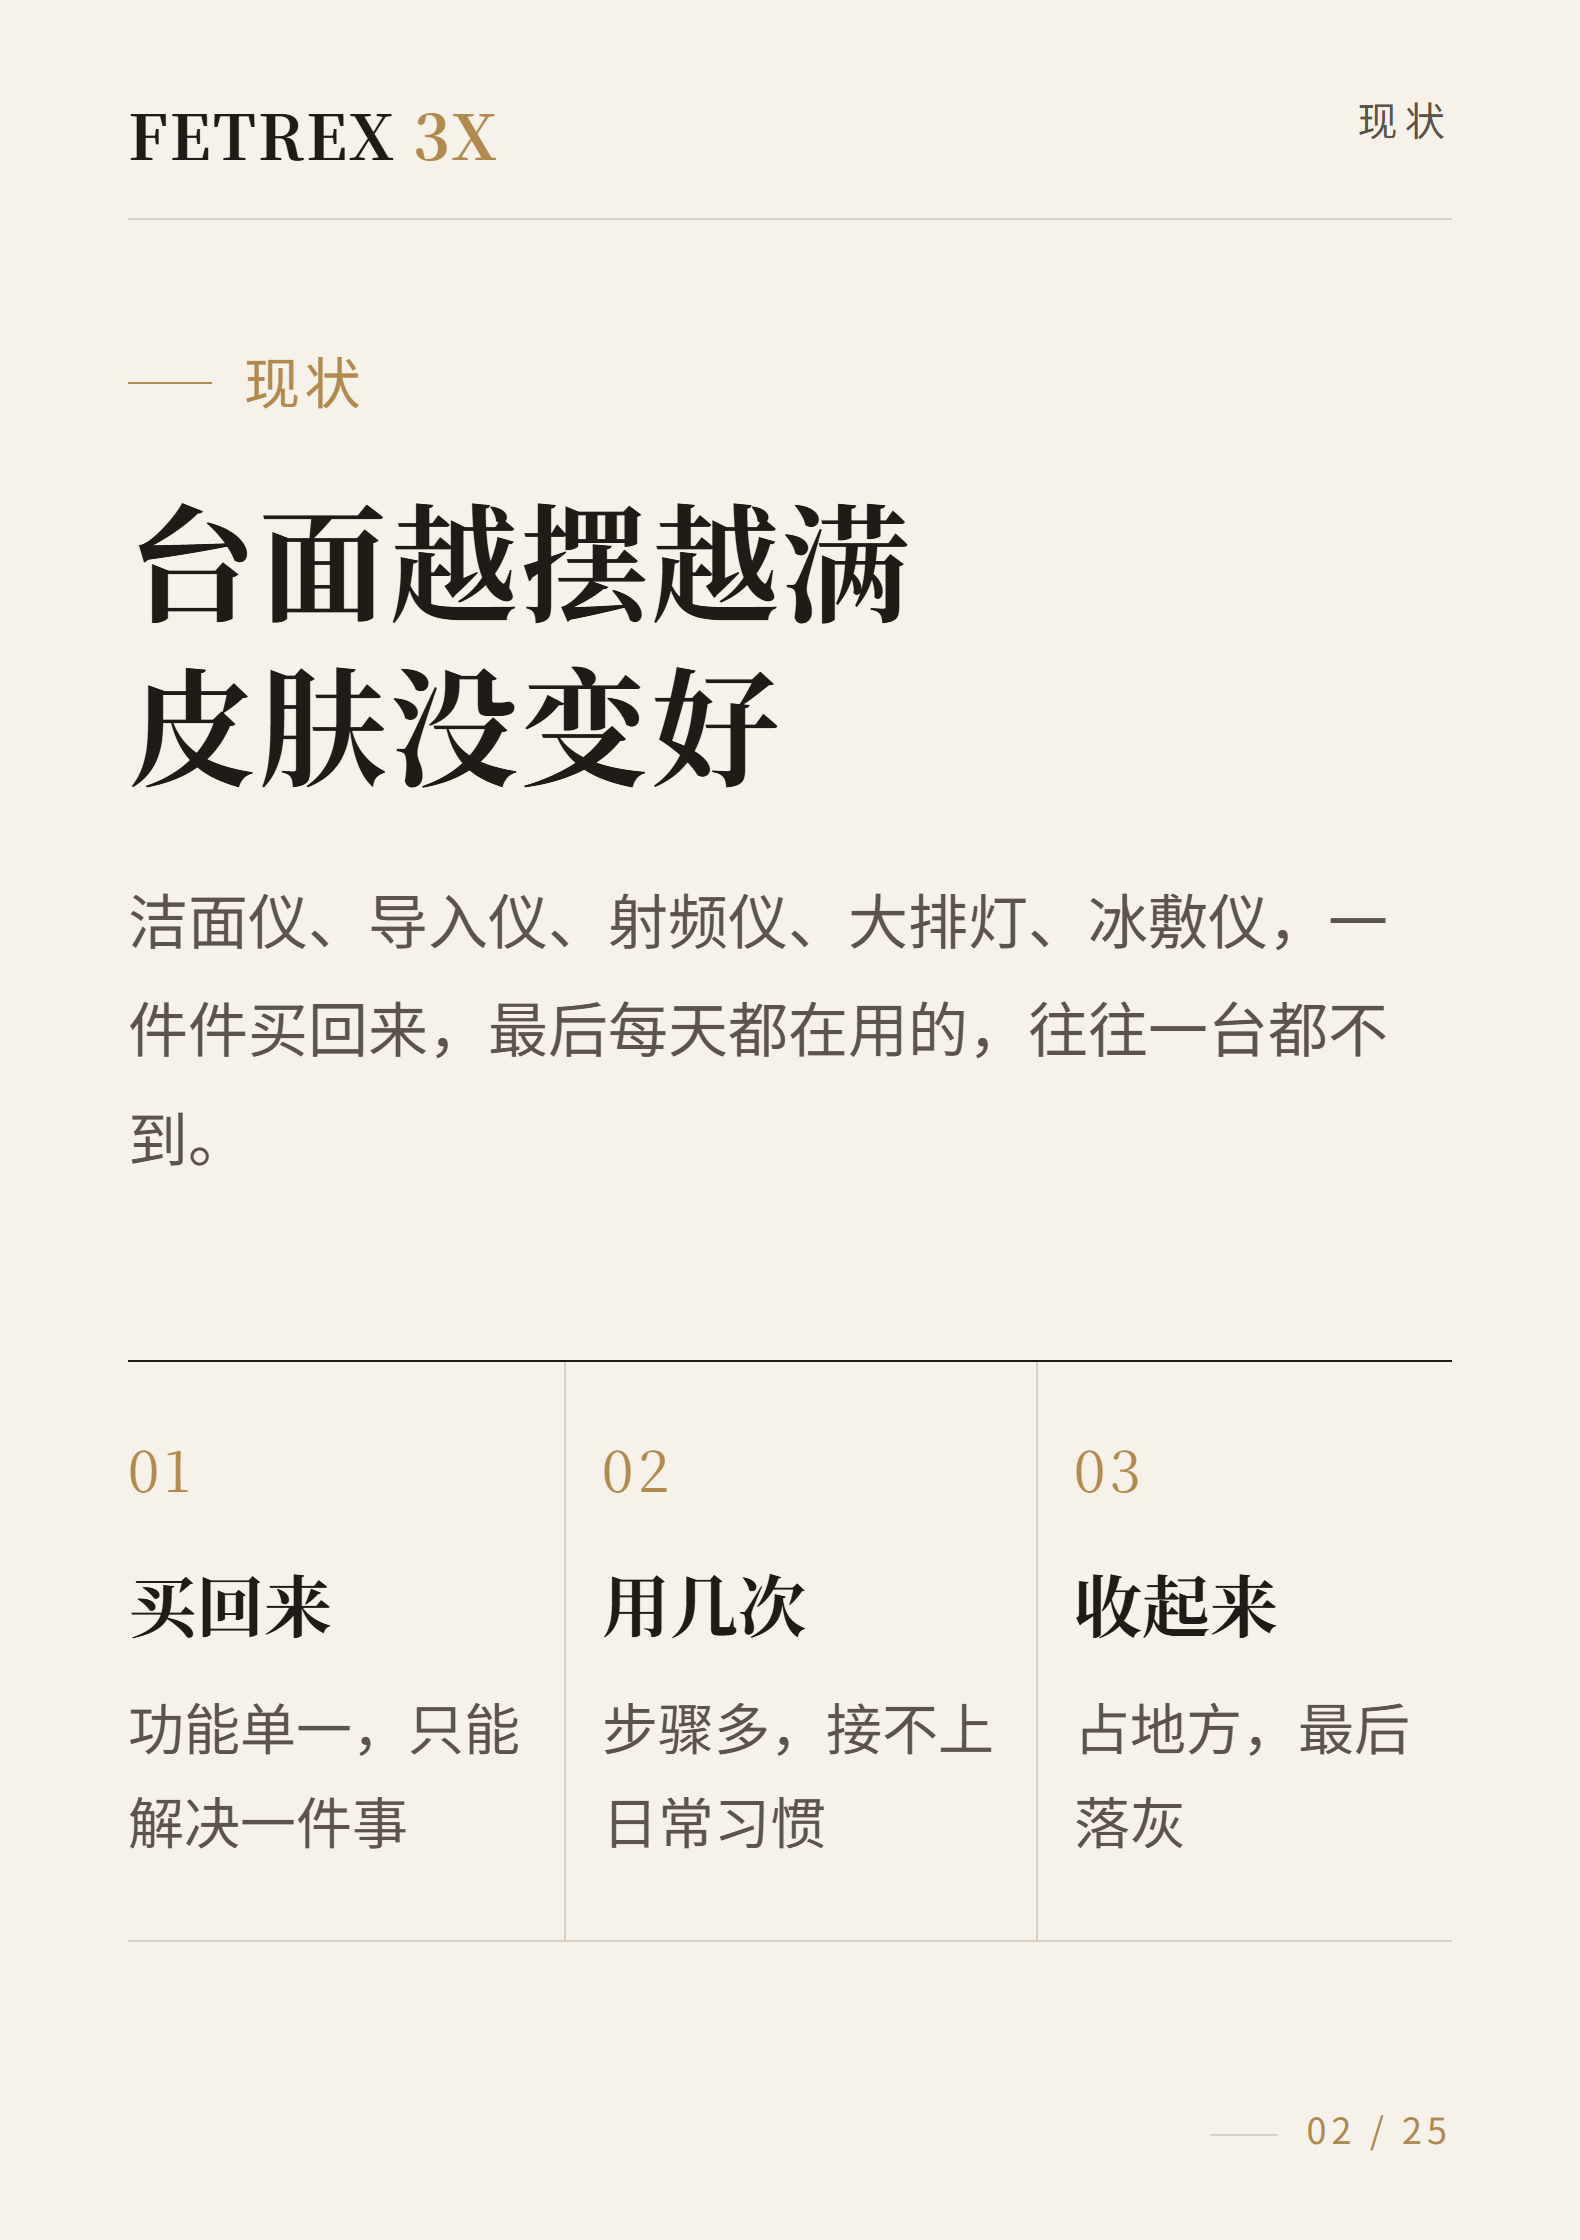 FETREX 3X
现状
现状
台面越摆越满
皮肤没变好
洁面仪、导入仪、射频仪、大排灯、冰敷仪，一
件件买回来，最后每天都在用的，往往一台都不
到。
01
买回来
功能单一，只能
解决一件事
02
用几次
步骤多，接不上
日常习惯
03
收起来
占地方，最后
落灰
02 / 25